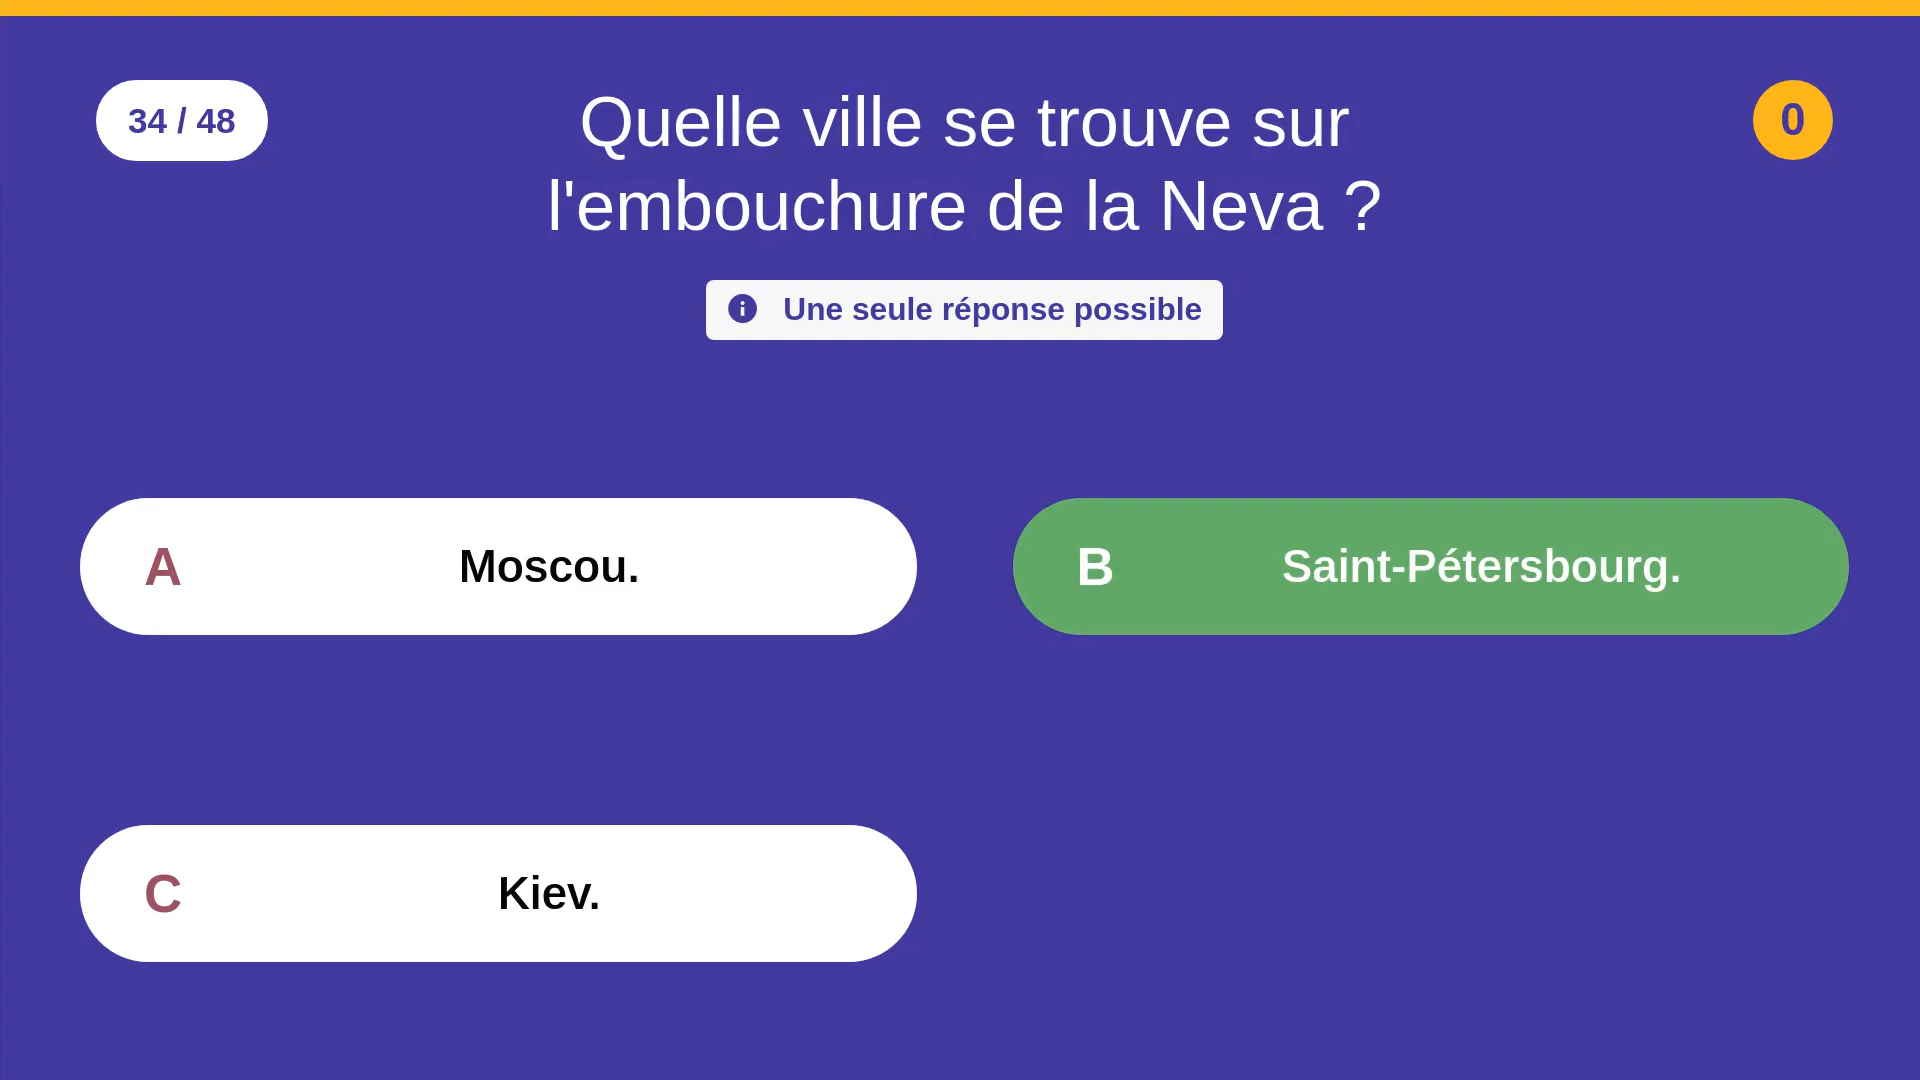 34 / 48
Quelle ville se trouve sur
l'embouchure de la Neva ?
0
Une seule réponse possible
A
Moscou.
B
Saint-Pétersbourg.
C
Kiev.